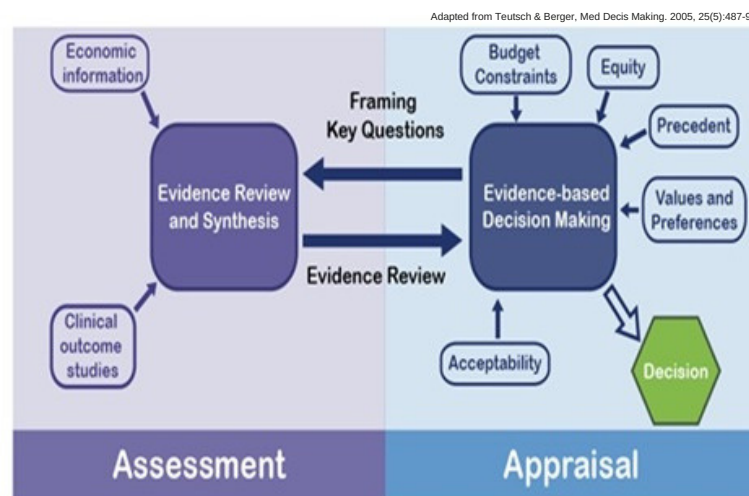 Adapted from Teutsch & Berger, Med Decis Making. 2005, 25(5):487-9
Economic
information
Budget
Constraints
Equity
Framing
Key Questions
Precedent
Evidence Review
and Synthesis
Evidence-based
Decision Making
Values and
Preferences
Evidence Review
Clinical
outcome
studies
Acceptability
Decision
Assessment
Appraisal